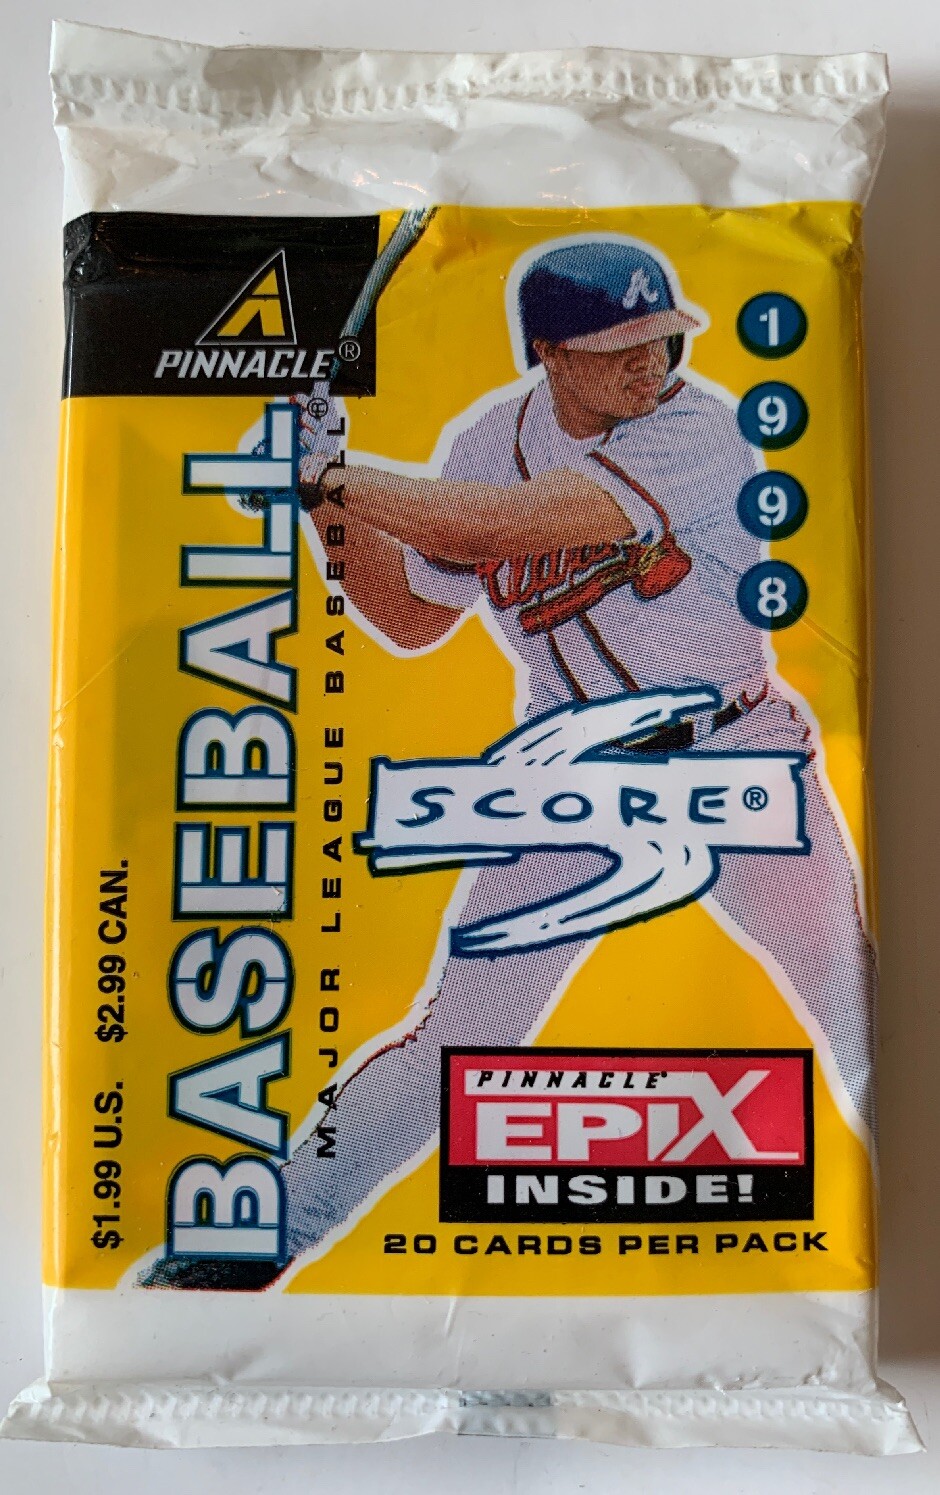 PINNACLE®
A
1
9
9
8
BASEBALL®
MAJOR LEAGUE BASEBALL
$1.99 U.S. $2.99 CAN.
SCORE®
PINNACLE
EPIX
INSIDE!
20 CARDS PER PACK